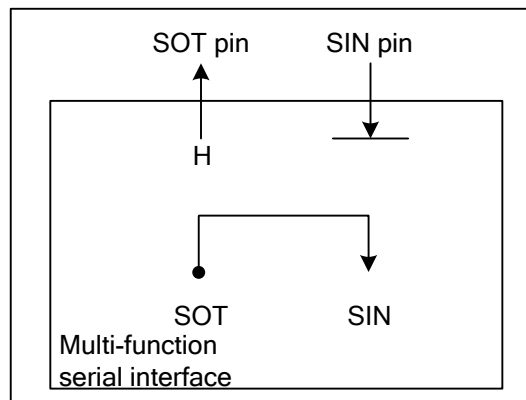 SOT pin
SIN pin
H
SOT
SIN
Multi-function
serial interface